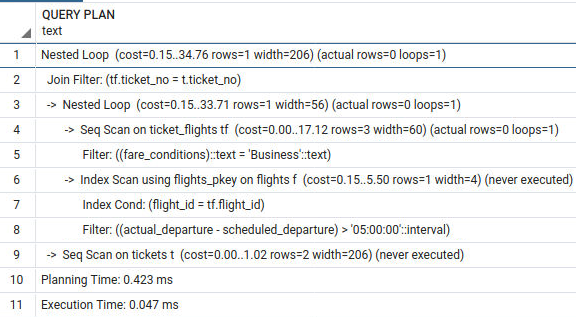 QUERY PLAN
text
1 Nested Loop (cost=0.15..34.76 rows=1 width=206) (actual rows=0 loops=1)
2 Join Filter: (tf.ticket_no = t.ticket_no)
3 -> Nested Loop (cost=0.15..33.71 rows=1 width=56) (actual rows=0 loops=1)
4 -> Seq Scan on ticket_flights tf (cost=0.00..17.12 rows=3 width=60) (actual rows=0 loops=1)
5 Filter: ((fare_conditions)::text = 'Business'::text)
6 -> Index Scan using flights_pkey on flights f (cost=0.15..5.50 rows=1 width=4) (never executed)
7 Index Cond: (flight_id = tf.flight_id)
8 Filter: ((actual_departure - scheduled_departure) > '05:00:00'::interval)
9 -> Seq Scan on tickets t (cost=0.00..1.02 rows=2 width=206) (never executed)
10 Planning Time: 0.423 ms
11 Execution Time: 0.047 ms